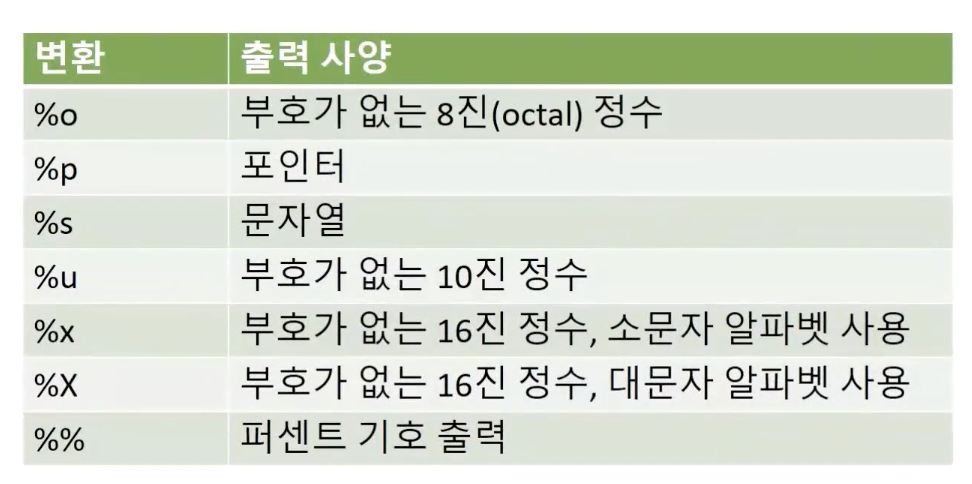 변환 출력 사양
%o 부호가 없는 8진(octal) 정수
%p 포인터
%s 문자열
%u 부호가 없는 10진 정수
%x 부호가 없는 16진 정수, 소문자 알파벳 사용
%X 부호가 없는 16진 정수, 대문자 알파벳 사용
%% 퍼센트 기호 출력